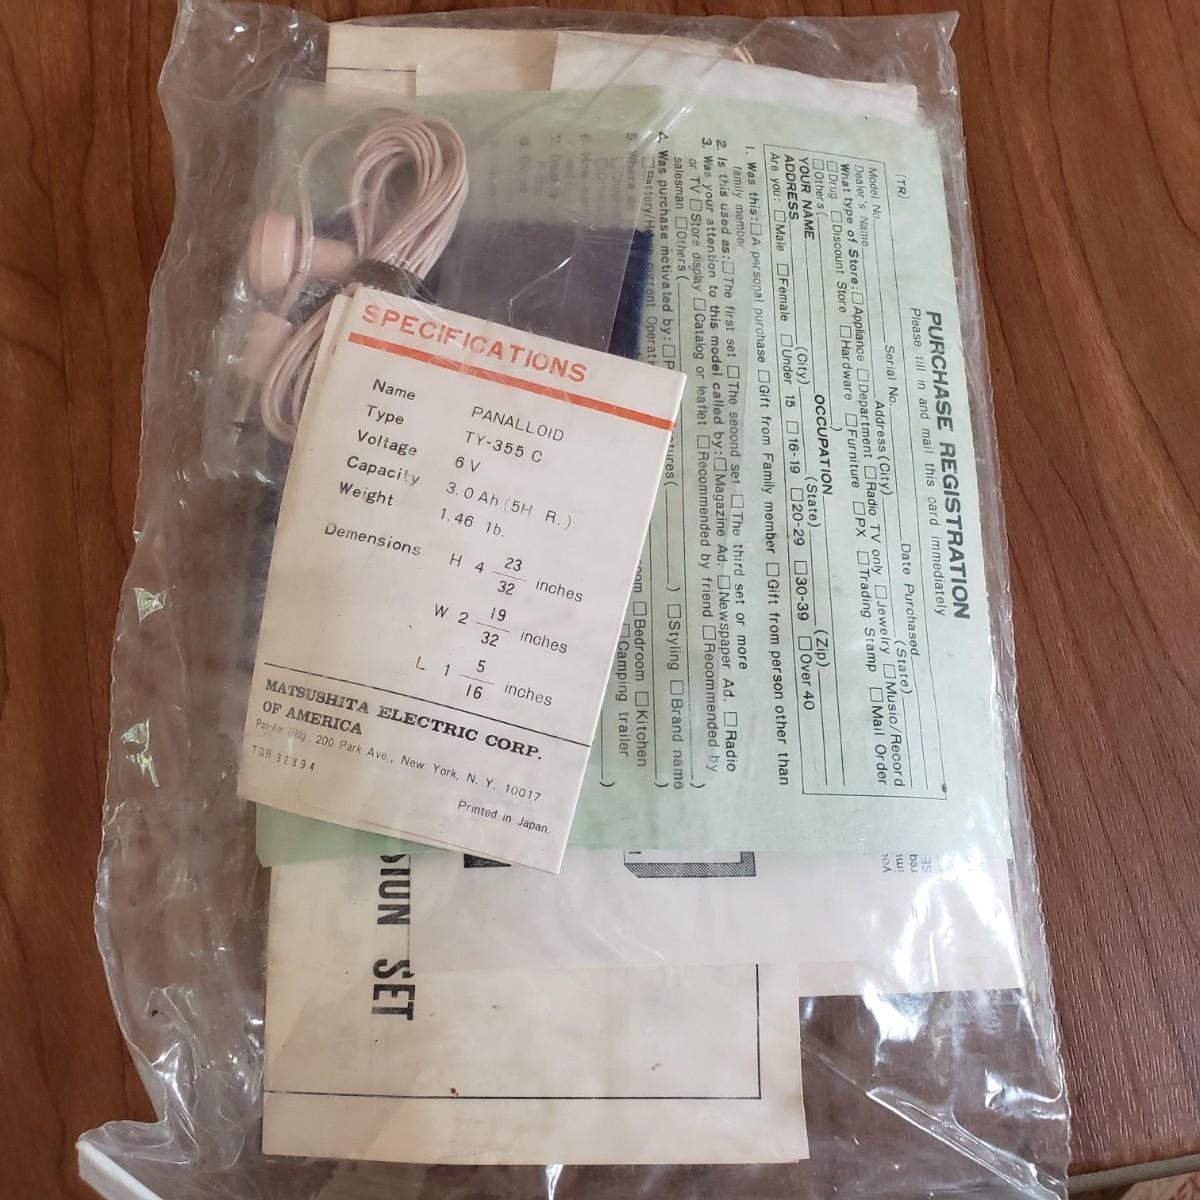 SPECIFICATIONS
Name PANALLOID
Type TY-355 C
Voltage 6 V
Capacity 3.0 Ah (5H R.)
Weight 1.46 lb.
Demensions H 4 23/32 inches
W 2 19/32 inches
L 1 5/16 inches
MATSUSHITA ELECTRIC CORP.
OF AMERICA
Pan-Am Bldg., 200 Park Ave., New York, N. Y. 10017
TQB32894
Printed in Japan.
PURCHASE REGISTRATION
Please fill in and mail this card immediately
(TR)
Model No. Serial No. Date Purchased
Dealer's Name Address (City) (State)
What type of Store: □Appliance □Department □Radio TV only □Jewelry □Music/Record
□Drug □Discount Store □Hardware □Furniture □PX □Trading Stamp □Mail Order
□Others( )
YOUR NAME OCCUPATION
ADDRESS (City) (State) (Zip)
Are you: □Male □Female □Under 15 □16-19 □20-29 □30-39 □Over 40
1. Was this: □A personal purchase □Gift from Family member □Gift from person other than
family member
2. Is this used as: □The first set □The second set □The third set or more
3. Was your attention to this model called by: □Magazine Ad. □Newspaper Ad. □Radio
or TV □Store display □Catalog or leaflet □Recommended by friend □Recommended by
salesman □Others( )
4. Was purchase motivated by: □ atures( ) □Styling □Brand name
□Battery/H current Operati )
5. Where oom □Bedroom □Kitchen
□Camping trailer )
SET